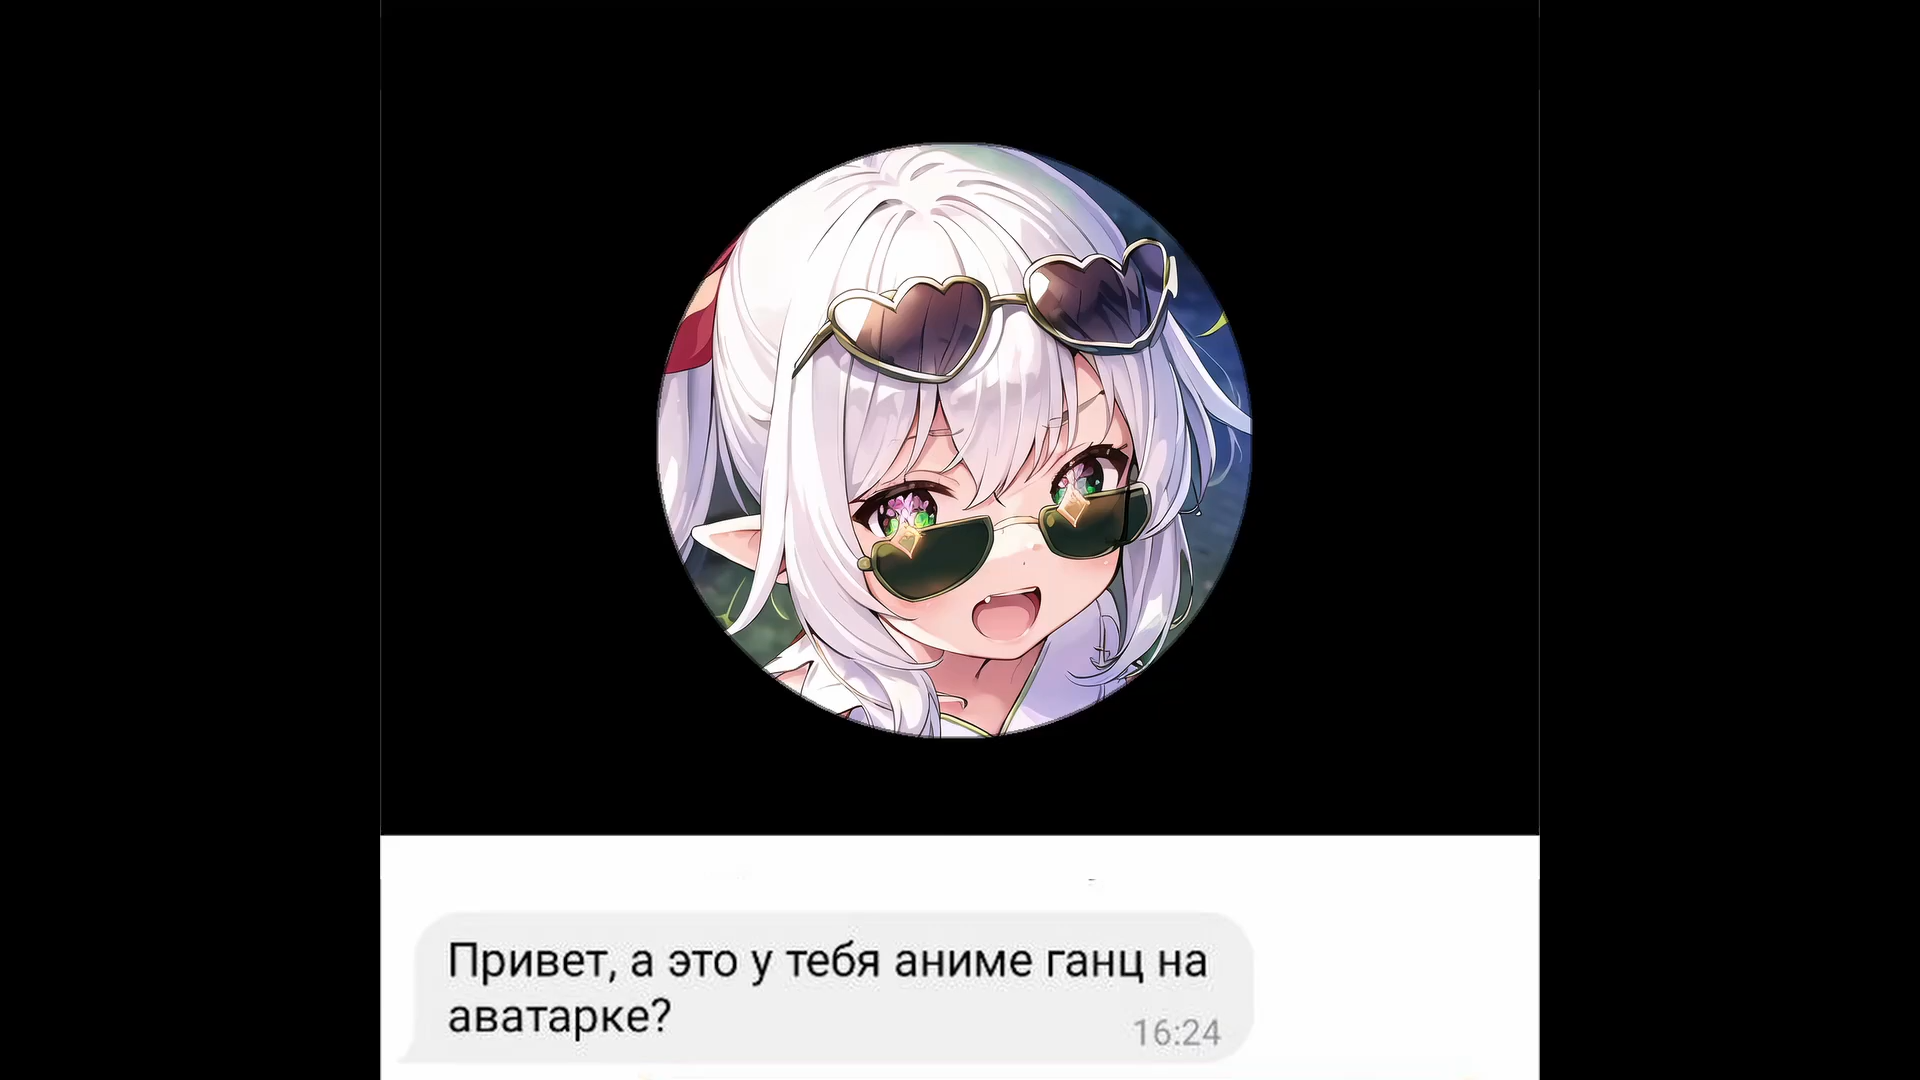 Привет, а это у тебя аниме ганц на
аватарке?
16:24